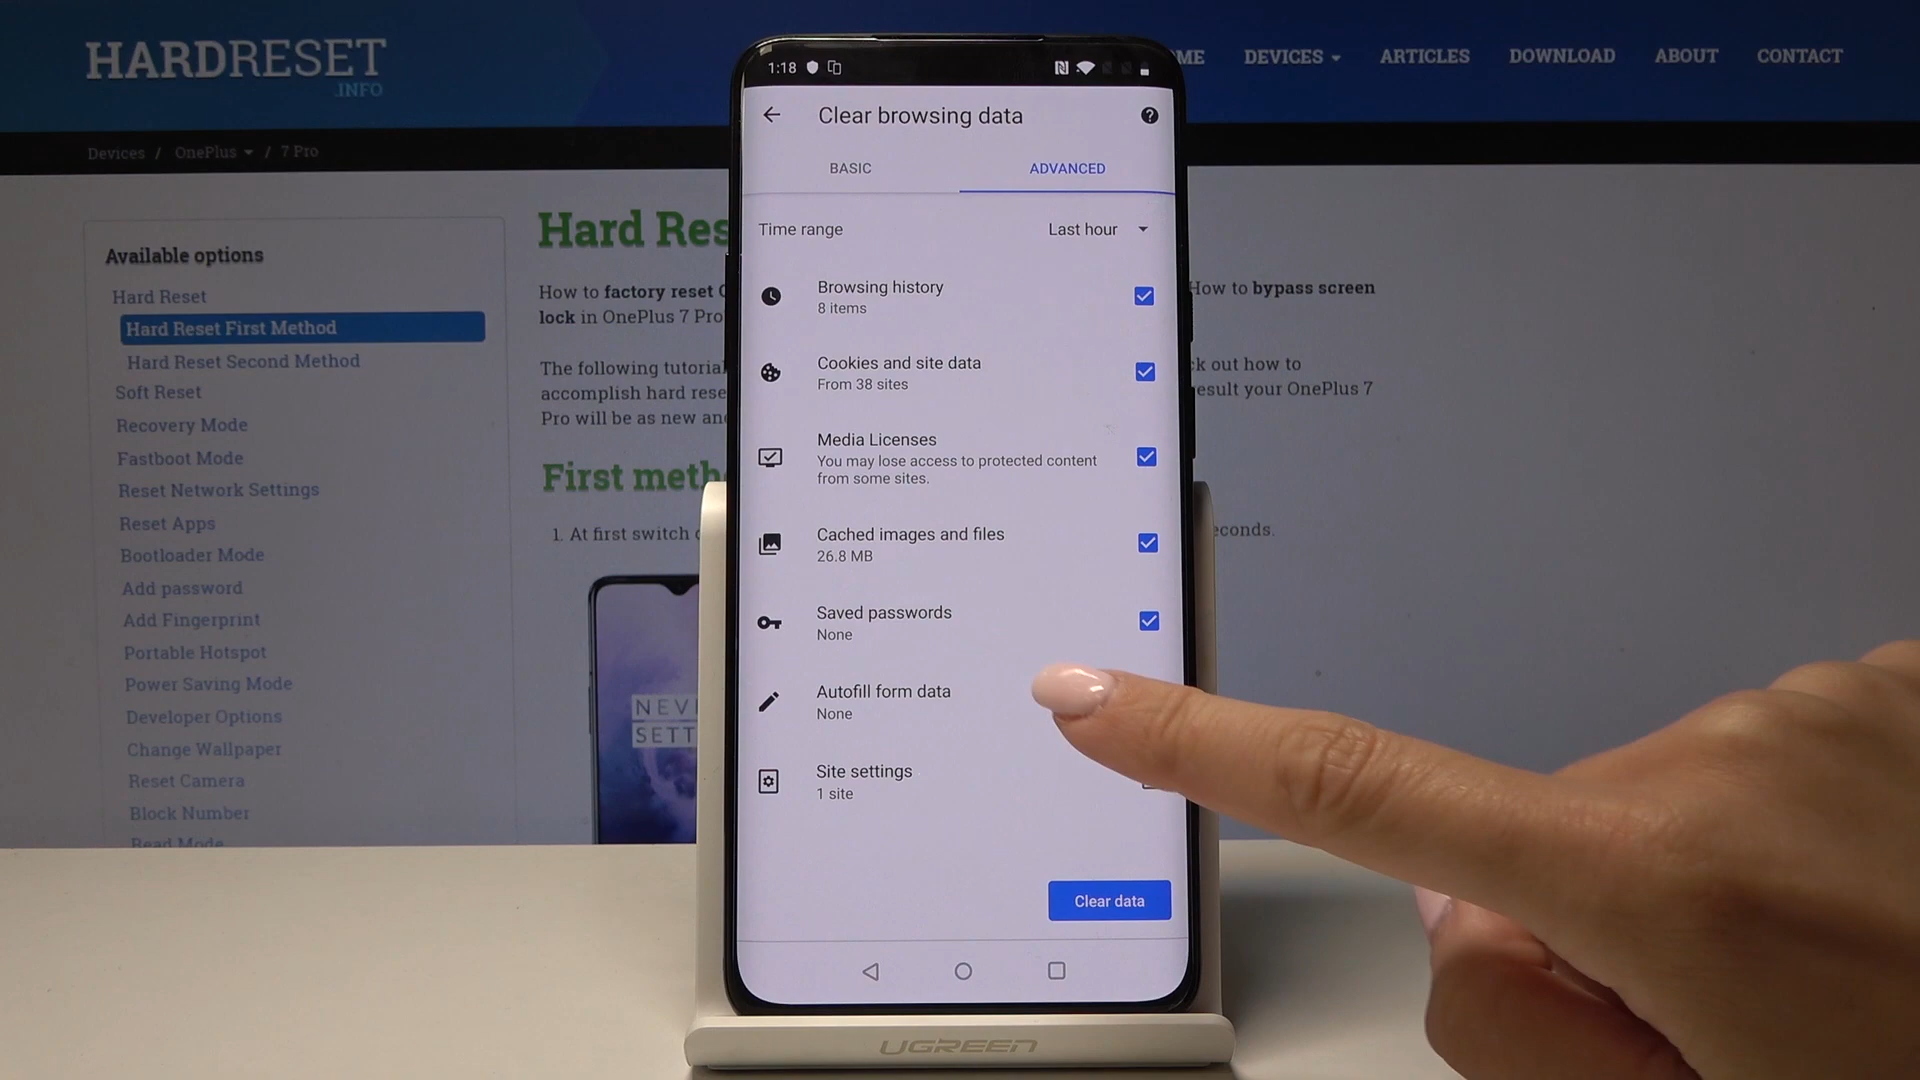 HARDRESET
.INFO
ME
DEVICES
ARTICLES
DOWNLOAD
ABOUT
CONTACT
Devices / OnePlus / 7 Pro
Available options
Hard Reset
Hard Reset First Method
Hard Reset Second Method
Soft Reset
Recovery Mode
Fastboot Mode
Reset Network Settings
Reset Apps
Bootloader Mode
Add password
Add Fingerprint
Portable Hotspot
Power Saving Mode
Developer Options
Change Wallpaper
Reset Camera
Block Number
Read Mode
Hard Res
How to factory reset
How to bypass screen
lock in OnePlus 7 Pro
The following tutorial
ck out how to
accomplish hard rese
esult your OnePlus 7
Pro will be as new an
First meth
1. At first switch
econds.
NEV
SETT
1:18
Clear browsing data
BASIC
ADVANCED
Time range
Last hour
Browsing history
8 items
Cookies and site data
From 38 sites
Media Licenses
You may lose access to protected content
from some sites.
Cached images and files
26.8 MB
Saved passwords
None
Autofill form data
None
Site settings
1 site
Clear data
UGREEN